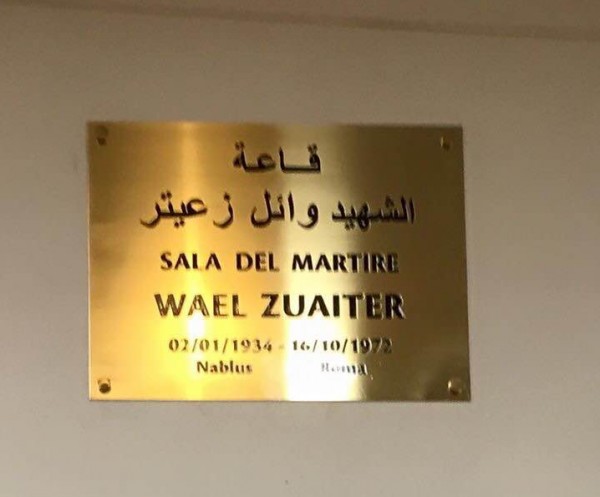 قاعة
الشهيد وائل زعيتر
SALA DEL MARTIRE
WAEL ZUAITER
02/01/1934 - 16/10/1972
Nablus Roma